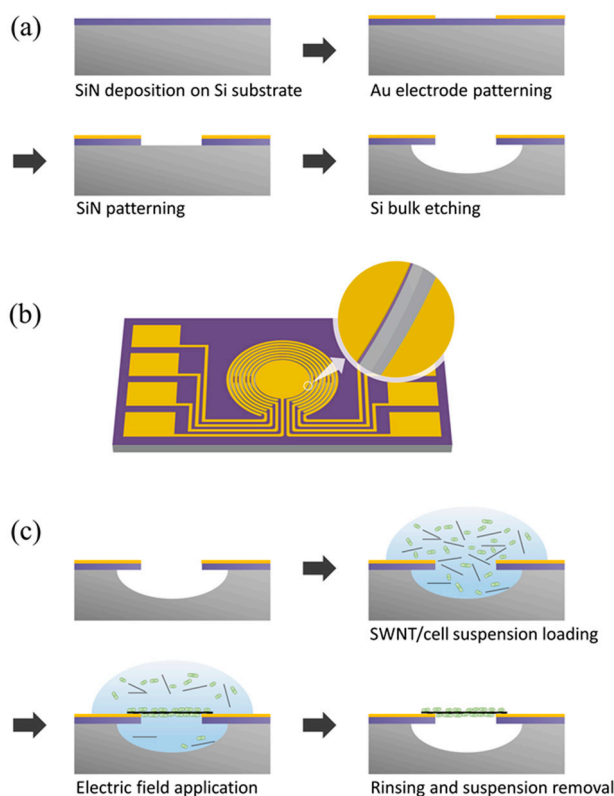 (a)
SiN deposition on Si substrate
Au electrode patterning
SiN patterning
Si bulk etching
(b)
(c)
SWNT/cell suspension loading
Electric field application
Rinsing and suspension removal